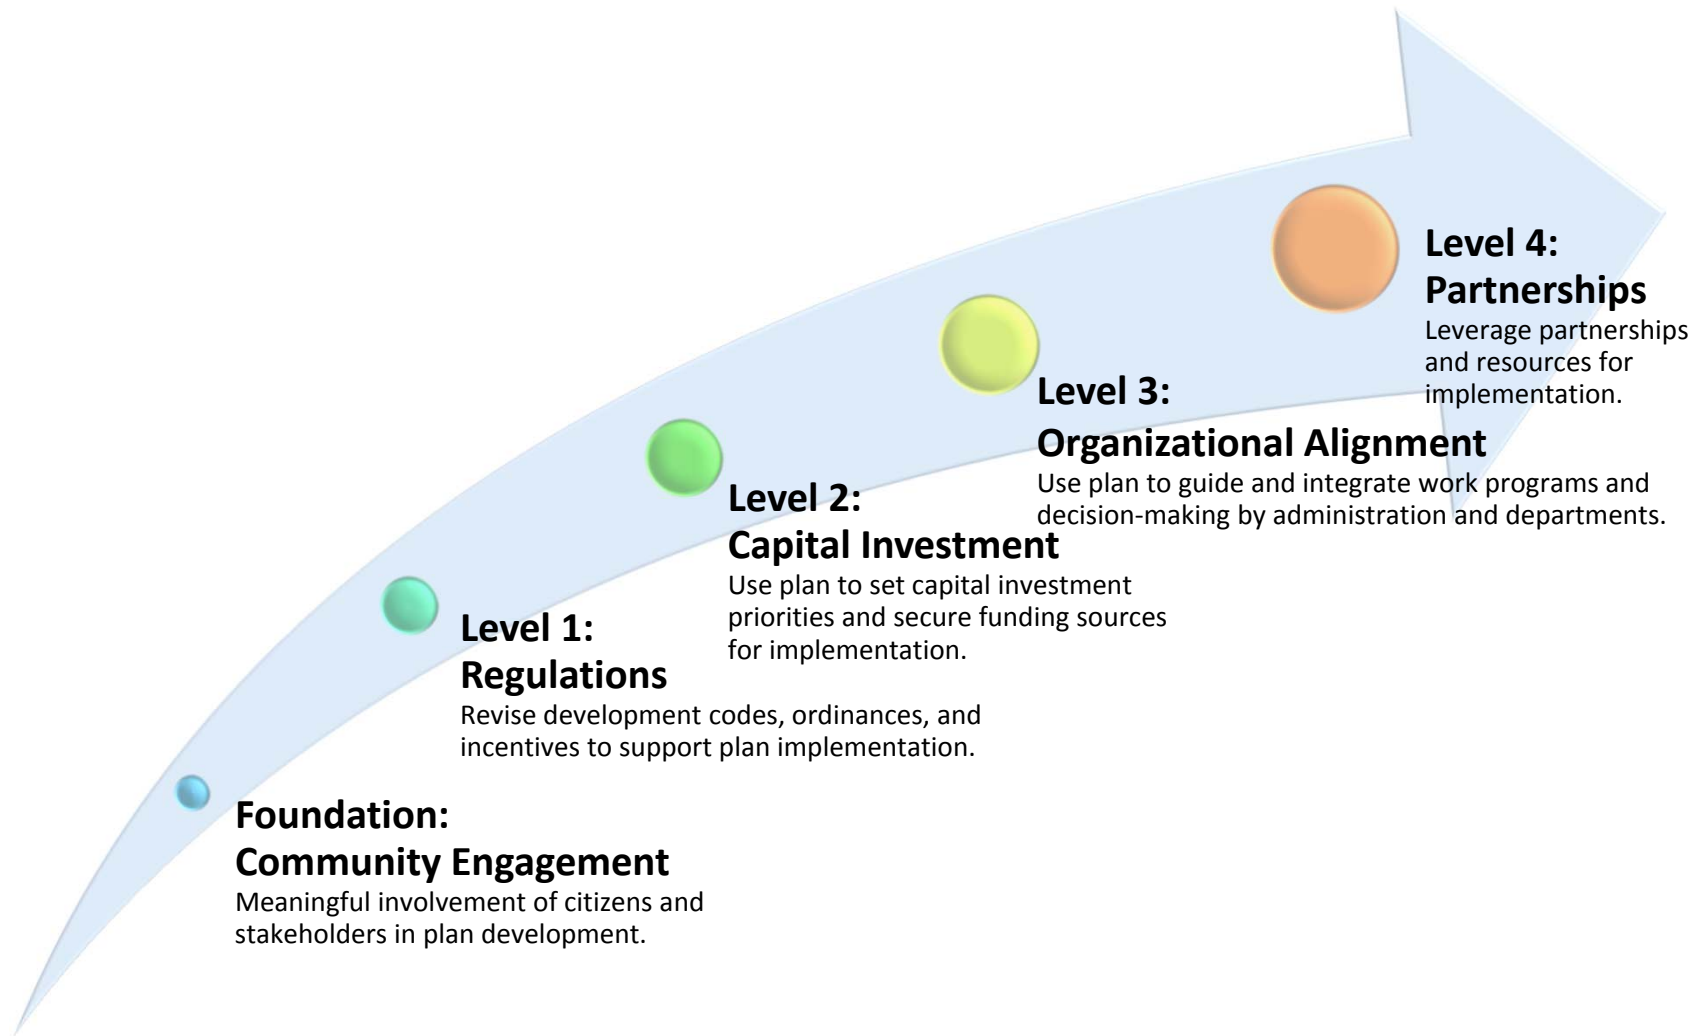 Foundation:
Community Engagement
Meaningful involvement of citizens and
stakeholders in plan development.
Level 1:
Regulations
Revise development codes, ordinances, and
incentives to support plan implementation.
Level 2:
Capital Investment
Use plan to set capital investment
priorities and secure funding sources
for implementation.
Level 3:
Organizational Alignment
Use plan to guide and integrate work programs and
decision-making by administration and departments.
Level 4:
Partnerships
Leverage partnerships
and resources for
implementation.